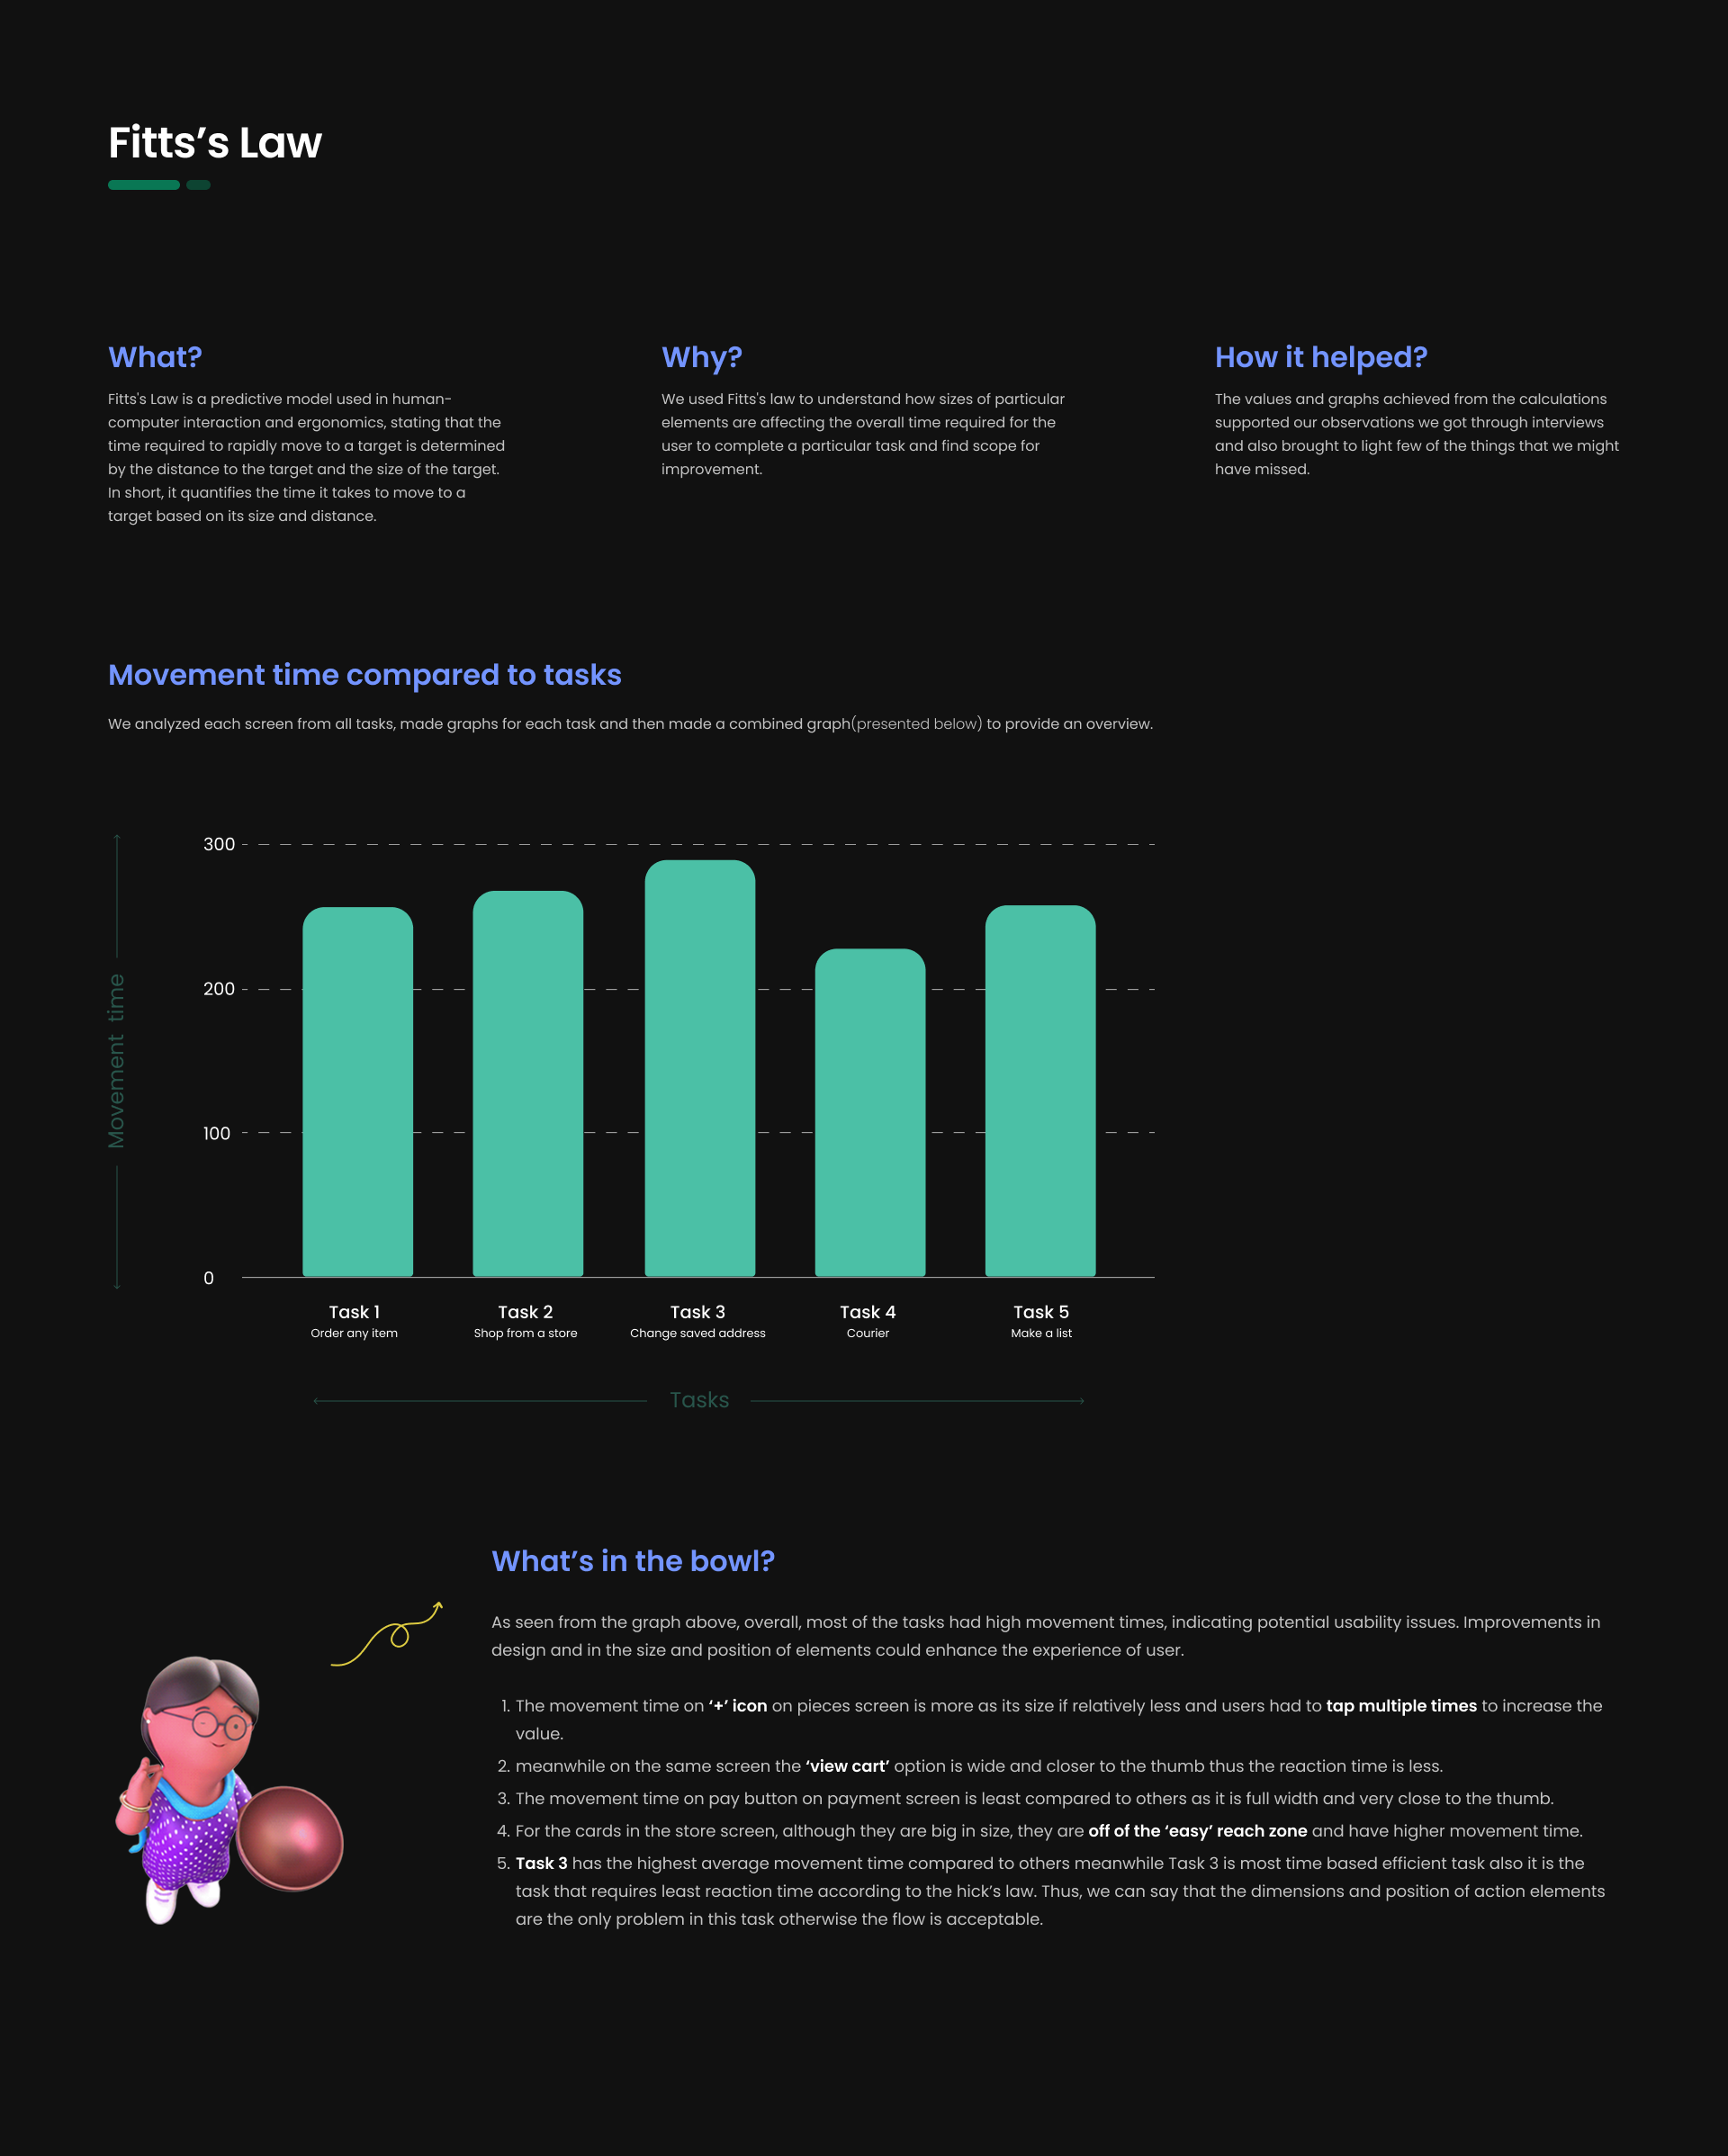 Fitts’s Law
What?
Fitts's Law is a predictive model used in human-
computer interaction and ergonomics, stating that the
time required to rapidly move to a target is determined
by the distance to the target and the size of the target.
In short, it quantifies the time it takes to move to a
target based on its size and distance.
Why?
We used Fitts's law to understand how sizes of particular
elements are affecting the overall time required for the
user to complete a particular task and find scope for
improvement.
How it helped?
The values and graphs achieved from the calculations
supported our observations we got through interviews
and also brought to light few of the things that we might
have missed.
Movement time compared to tasks
We analyzed each screen from all tasks, made graphs for each task and then made a combined graph(presented below) to provide an overview.
Movement time
300
200
100
0
Task 1
Order any item
Task 2
Shop from a store
Task 3
Change saved address
Task 4
Courier
Task 5
Make a list
Tasks
What’s in the bowl?
As seen from the graph above, overall, most of the tasks had high movement times, indicating potential usability issues. Improvements in
design and in the size and position of elements could enhance the experience of user.
1. The movement time on ‘+’ icon on pieces screen is more as its size if relatively less and users had to tap multiple times to increase the
value.
2. meanwhile on the same screen the ‘view cart’ option is wide and closer to the thumb thus the reaction time is less.
3. The movement time on pay button on payment screen is least compared to others as it is full width and very close to the thumb.
4. For the cards in the store screen, although they are big in size, they are off of the ‘easy’ reach zone and have higher movement time.
5. Task 3 has the highest average movement time compared to others meanwhile Task 3 is most time based efficient task also it is the
task that requires least reaction time according to the hick’s law. Thus, we can say that the dimensions and position of action elements
are the only problem in this task otherwise the flow is acceptable.